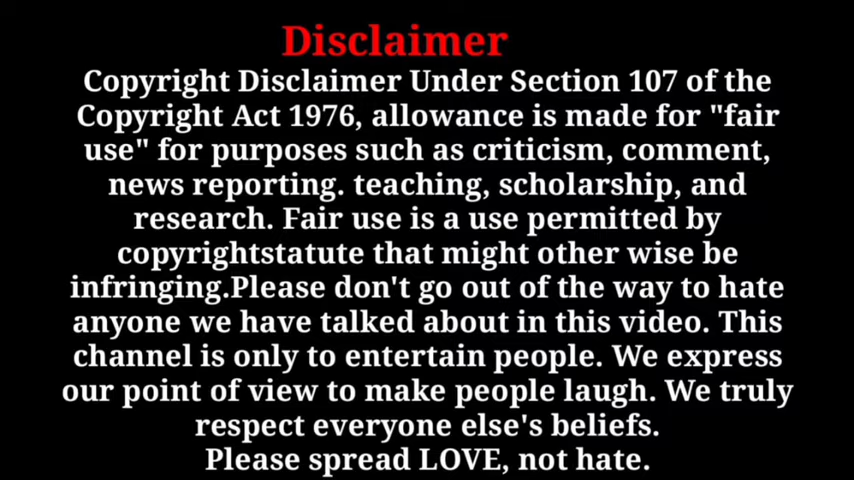 Disclaimer
Copyright Disclaimer Under Section 107 of the
Copyright Act 1976, allowance is made for "fair
use" for purposes such as criticism, comment,
news reporting. teaching, scholarship, and
research. Fair use is a use permitted by
copyrightstatute that might other wise be
infringing.Please don't go out of the way to hate
anyone we have talked about in this video. This
channel is only to entertain people. We express
our point of view to make people laugh. We truly
respect everyone else's beliefs.
Please spread LOVE, not hate.